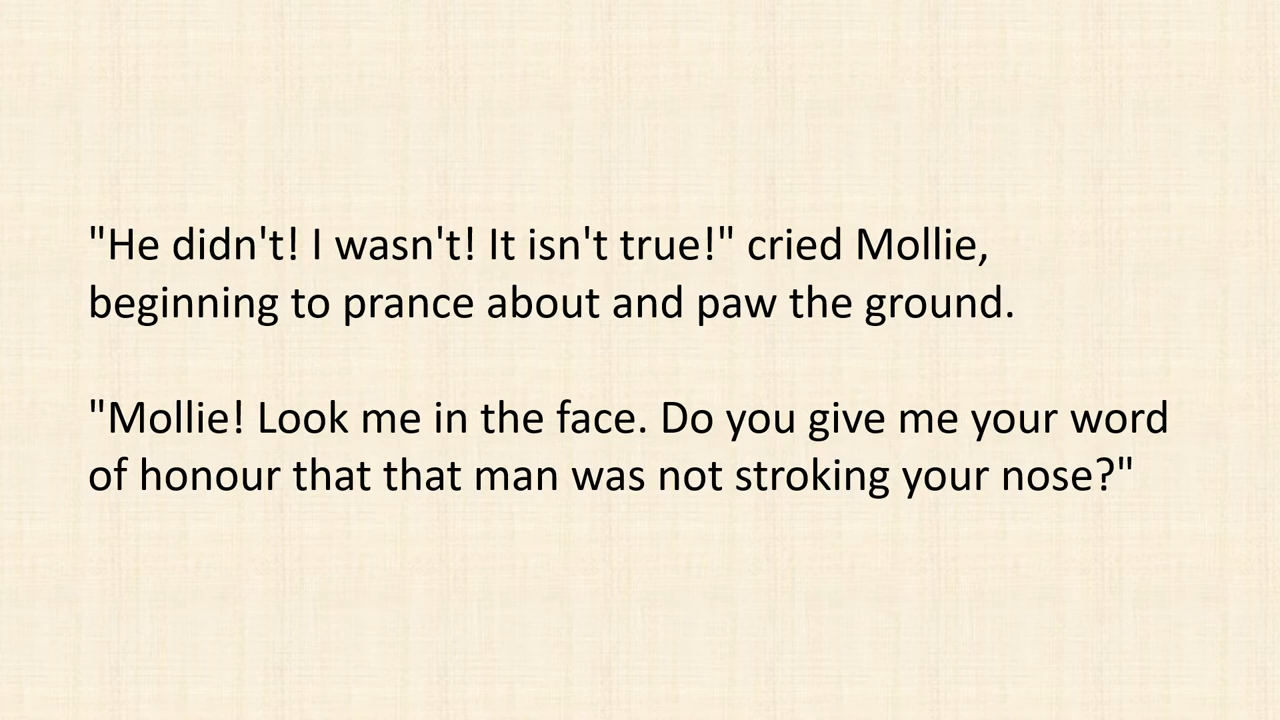 "He didn't! I wasn't! It isn't true!" cried Mollie,
beginning to prance about and paw the ground.
"Mollie! Look me in the face. Do you give me your word
of honour that that man was not stroking your nose?"